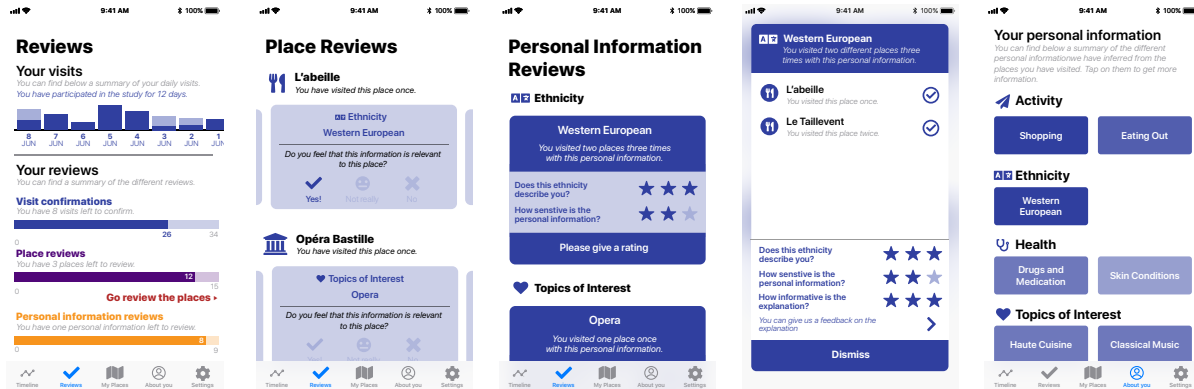 9:41 AM
100%
Reviews
Your visits
You can find below a summary of your daily visits.
You have participated in the study for 12 days.
8 7 6 5 4 3 2 1
JUN JUN JUN JUN JUN JUN JUN JUN
Your reviews
You can find a summary of the different reviews.
Visit confirmations
You have 8 visits left to confirm.
26
0 34
Place reviews
You have 3 places left to review.
12
0 15
Go review the places
Personal information reviews
You have one personal information left to review.
8
0 9
Timeline Reviews My Places About you Settings
9:41 AM
100%
Place Reviews
L'abeille
You have visited this place once.
Ethnicity
Western European
Do you feel that this information is relevant
to this place?
Yes! Not really No
Opéra Bastille
You have visited this place once.
Topics of Interest
Opera
Do you feel that this information is relevant
to this place?
Yes! Not really No
Timeline Reviews My Places About you Settings
9:41 AM
100%
Personal Information
Reviews
Ethnicity
Western European
You visited two places three times
with this personal information.
Does this ethnicity
describe you?
How senstive is the
personal information?
Please give a rating
Topics of Interest
Opera
You visited one place once
with this personal information.
Timeline Reviews My Places About you Settings
9:41 AM
100%
Western European
You visited two different places three
times with this personal information.
L'abeille
You visited this place once.
Le Taillevent
You visited this place twice.
Does this ethnicity
describe you?
How senstive is the
personal information?
How informative is the
explanation?
You can give us a feedback on the
explanation
Dismiss
9:41 AM
100%
Your personal information
You can find below a summary of the different
personal informationwe have inferred from the
places you have visited. Tap on them to get more
information.
Activity
Shopping Eating Out
Ethnicity
Western
European
Health
Drugs and
Medication
Skin Conditions
Topics of Interest
Haute Cuisine Classical Music
Timeline Reviews My Places About you Settings